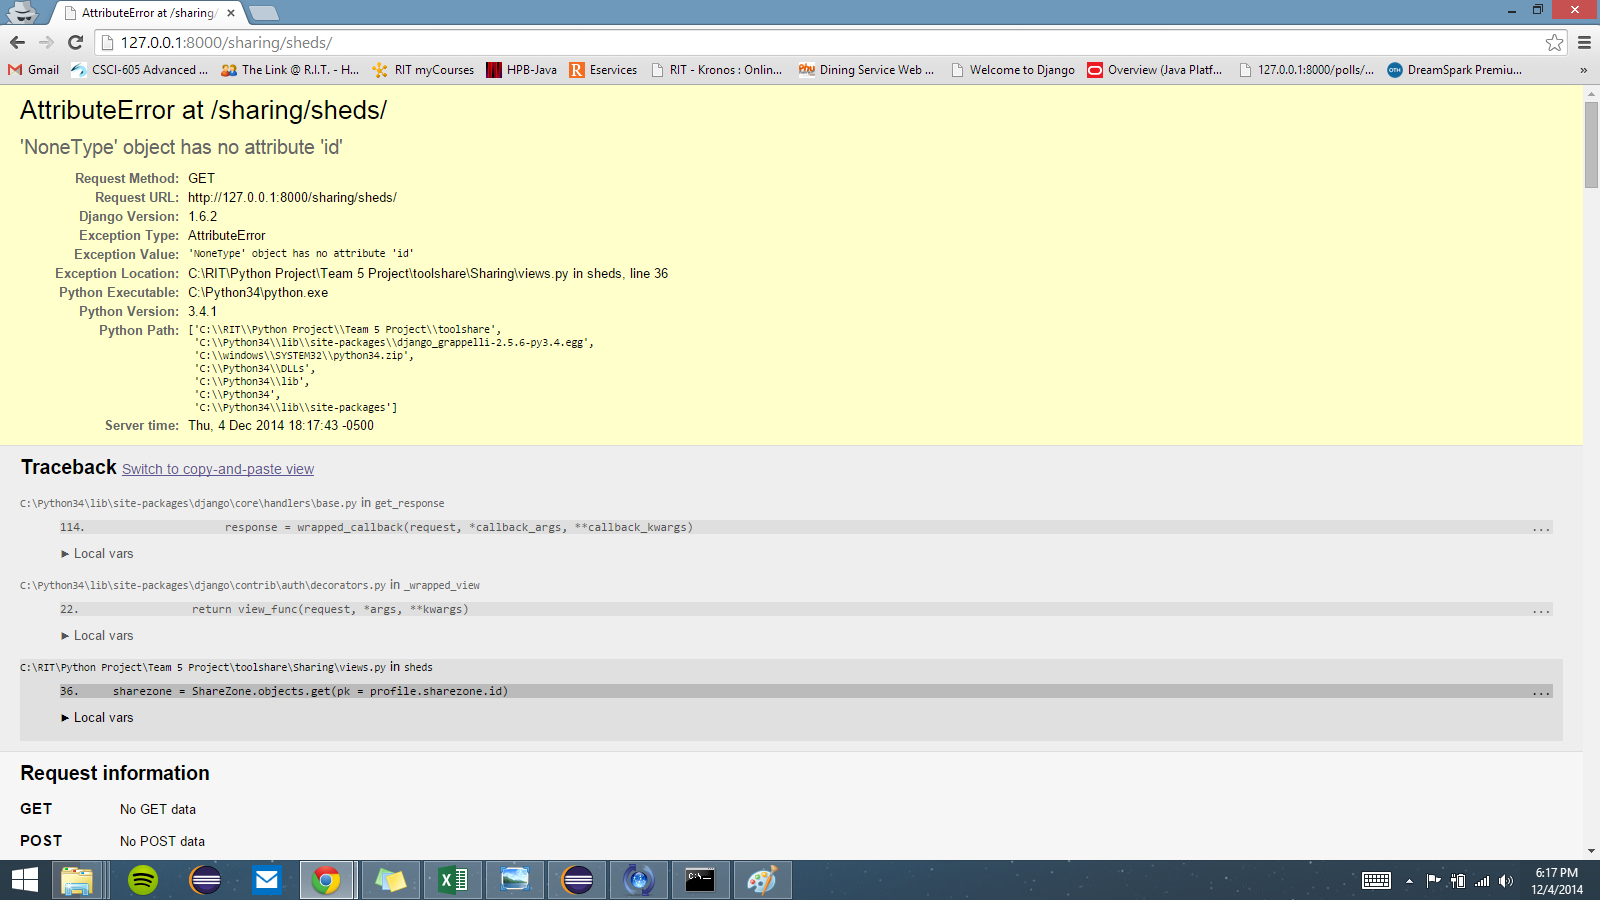 AttributeError at /sharing/
127.0.0.1:8000/sharing/sheds/
Gmail CSCI-605 Advanced ... The Link @ R.I.T. - H... RIT myCourses HPB-Java Eservices RIT - Kronos : Onlin... Dining Service Web ... Welcome to Django Overview (Java Platf... 127.0.0.1:8000/polls/... DreamSpark Premiu... »
AttributeError at /sharing/sheds/
'NoneType' object has no attribute 'id'
Request Method: GET
Request URL: http://127.0.0.1:8000/sharing/sheds/
Django Version: 1.6.2
Exception Type: AttributeError
Exception Value: 'NoneType' object has no attribute 'id'
Exception Location: C:\RIT\Python Project\Team 5 Project\toolshare\Sharing\views.py in sheds, line 36
Python Executable: C:\Python34\python.exe
Python Version: 3.4.1
Python Path: ['C:\\RIT\\Python Project\\Team 5 Project\\toolshare',
'C:\\Python34\\lib\\site-packages\\django_grappelli-2.5.6-py3.4.egg',
'C:\\windows\\SYSTEM32\\python34.zip',
'C:\\Python34\\DLLs',
'C:\\Python34\\lib',
'C:\\Python34',
'C:\\Python34\\lib\\site-packages']
Server time: Thu, 4 Dec 2014 18:17:43 -0500
Traceback Switch to copy-and-paste view
C:\Python34\lib\site-packages\django\core\handlers\base.py in get_response
114. response = wrapped_callback(request, *callback_args, **callback_kwargs) ...
▶ Local vars
C:\Python34\lib\site-packages\django\contrib\auth\decorators.py in _wrapped_view
22. return view_func(request, *args, **kwargs) ...
▶ Local vars
C:\RIT\Python Project\Team 5 Project\toolshare\Sharing\views.py in sheds
36. sharezone = ShareZone.objects.get(pk = profile.sharezone.id) ...
▶ Local vars
Request information
GET No GET data
POST No POST data
6:17 PM
12/4/2014